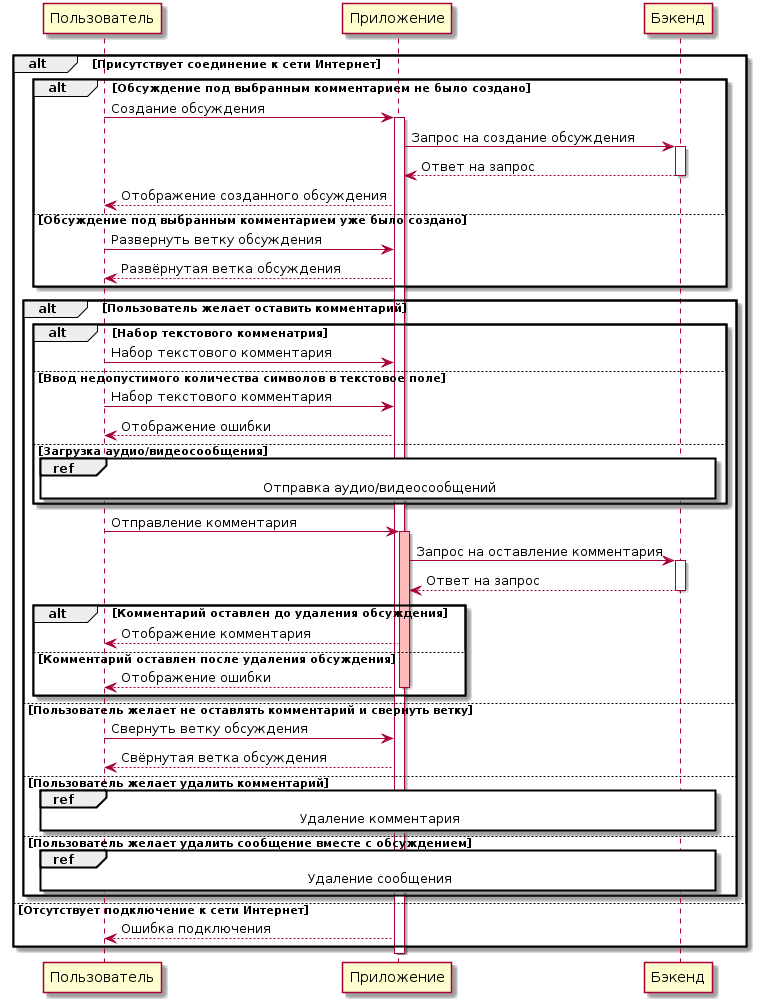 Пользователь Приложение Бэкенд
alt [Присутствует соединение к сети Интернет]
alt [Обсуждение под выбранным комментарием не было создано]
Создание обсуждения
Запрос на создание обсуждения
Ответ на запрос
Отображение созданного обсуждения
[Обсуждение под выбранным комментарием уже было создано]
Развернуть ветку обсуждения
Развёрнутая ветка обсуждения
alt [Пользователь желает оставить комментарий]
alt [Набор текстового комменатрия]
Набор текстового комментария
[Ввод недопустимого количества символов в текстовое поле]
Набор текстового комментария
Отображение ошибки
[Загрузка аудио/видеосообщения]
ref
Отправка аудио/видеосообщений
Отправление комментария
Запрос на оставление комментария
Ответ на запрос
alt [Комментарий оставлен до удаления обсуждения]
Отображение комментария
[Комментарий оставлен после удаления обсуждения]
Отображение ошибки
[Пользователь желает не оставлять комментарий и свернуть ветку]
Свернуть ветку обсуждения
Свёрнутая ветка обсуждения
[Пользователь желает удалить комментарий]
ref
Удаление комментария
[Пользователь желает удалить сообщение вместе с обсуждением]
ref
Удаление сообщения
[Отсутствует подключение к сети Интернет]
Ошибка подключения
Пользователь Приложение Бэкенд